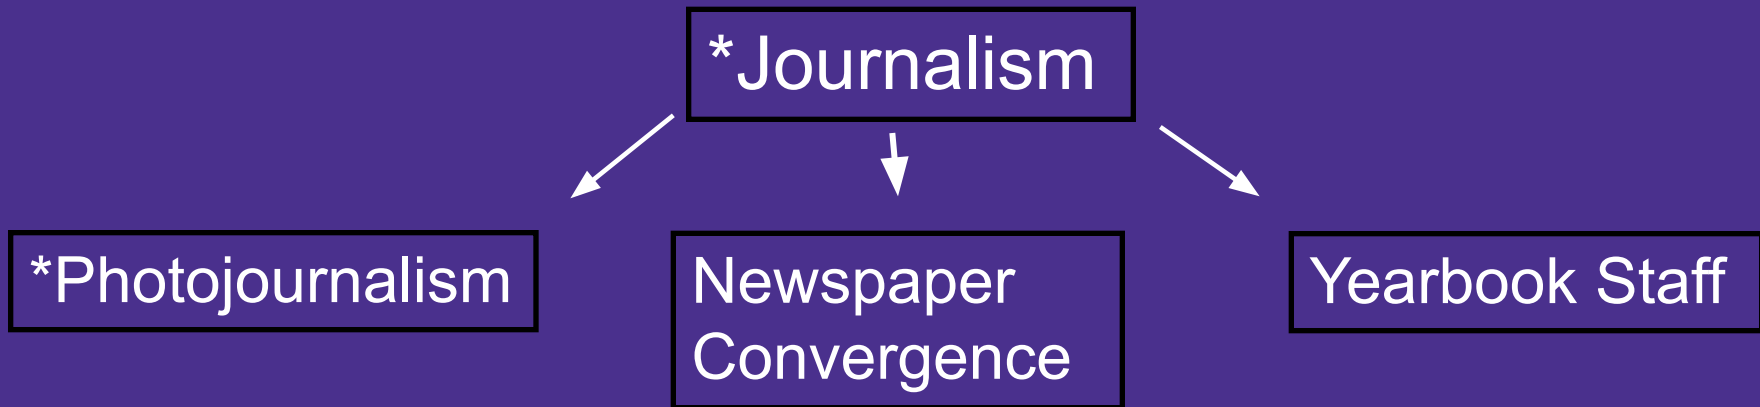 *Journalism
*Photojournalism
Newspaper
Convergence
Yearbook Staff